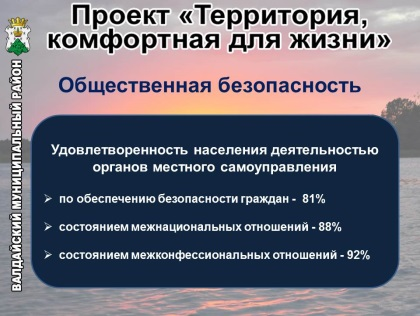 Проект «Территория,
комфортная для жизни»
Общественная безопасность
Удовлетворенность населения деятельностью
органов местного самоуправления
➢ по обеспечению безопасности граждан - 81%
➢ состоянием межнациональных отношений - 88%
➢ состоянием межконфессиональных отношений - 92%
ВАЛДАЙСКИЙ МУНИЦИПАЛЬНЫЙ РАЙОН